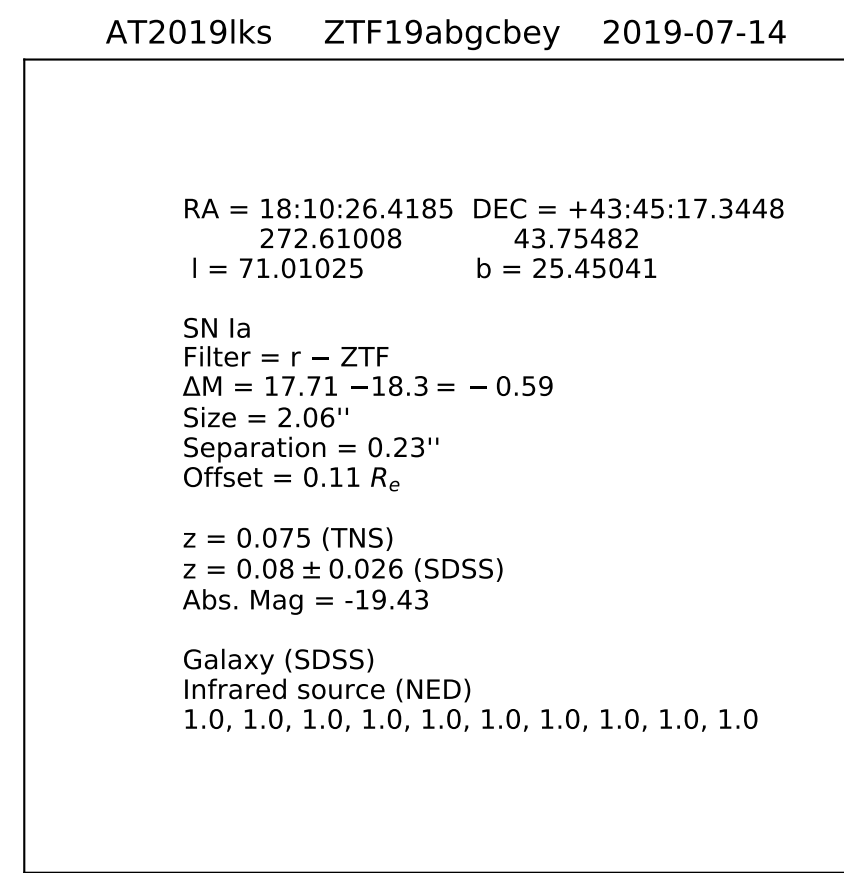 AT2019lks ZTF19abgcbey 2019-07-14
RA = 18:10:26.4185 DEC = +43:45:17.3448
272.61008 43.75482
l = 71.01025 b = 25.45041
SN Ia
Filter = r − ZTF
ΔM = 17.71 −18.3 = − 0.59
Size = 2.06''
Separation = 0.23''
Offset = 0.11 Rₑ
z = 0.075 (TNS)
z = 0.08 ± 0.026 (SDSS)
Abs. Mag = -19.43
Galaxy (SDSS)
Infrared source (NED)
1.0, 1.0, 1.0, 1.0, 1.0, 1.0, 1.0, 1.0, 1.0, 1.0